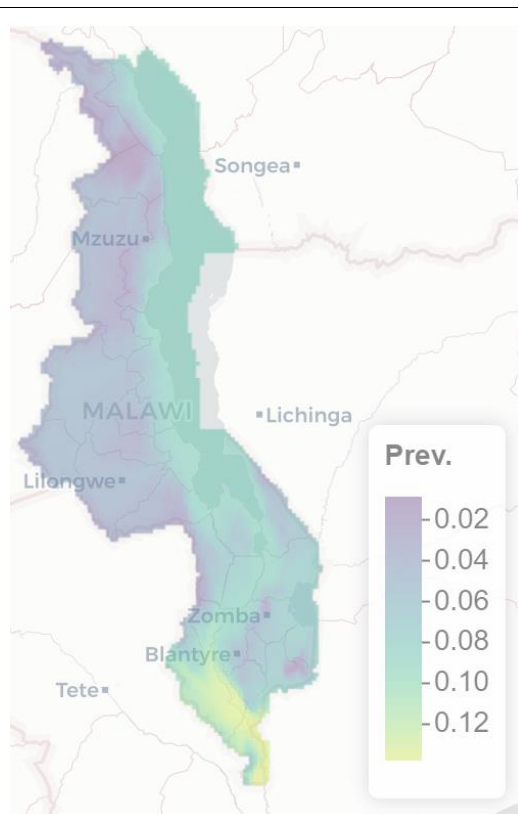 Songea
Mzuzu
MALAWI
Lichinga
Prev.
Lilongwe
0.02
0.04
0.06
Zomba
0.08
Blantyre
0.10
Tete
0.12